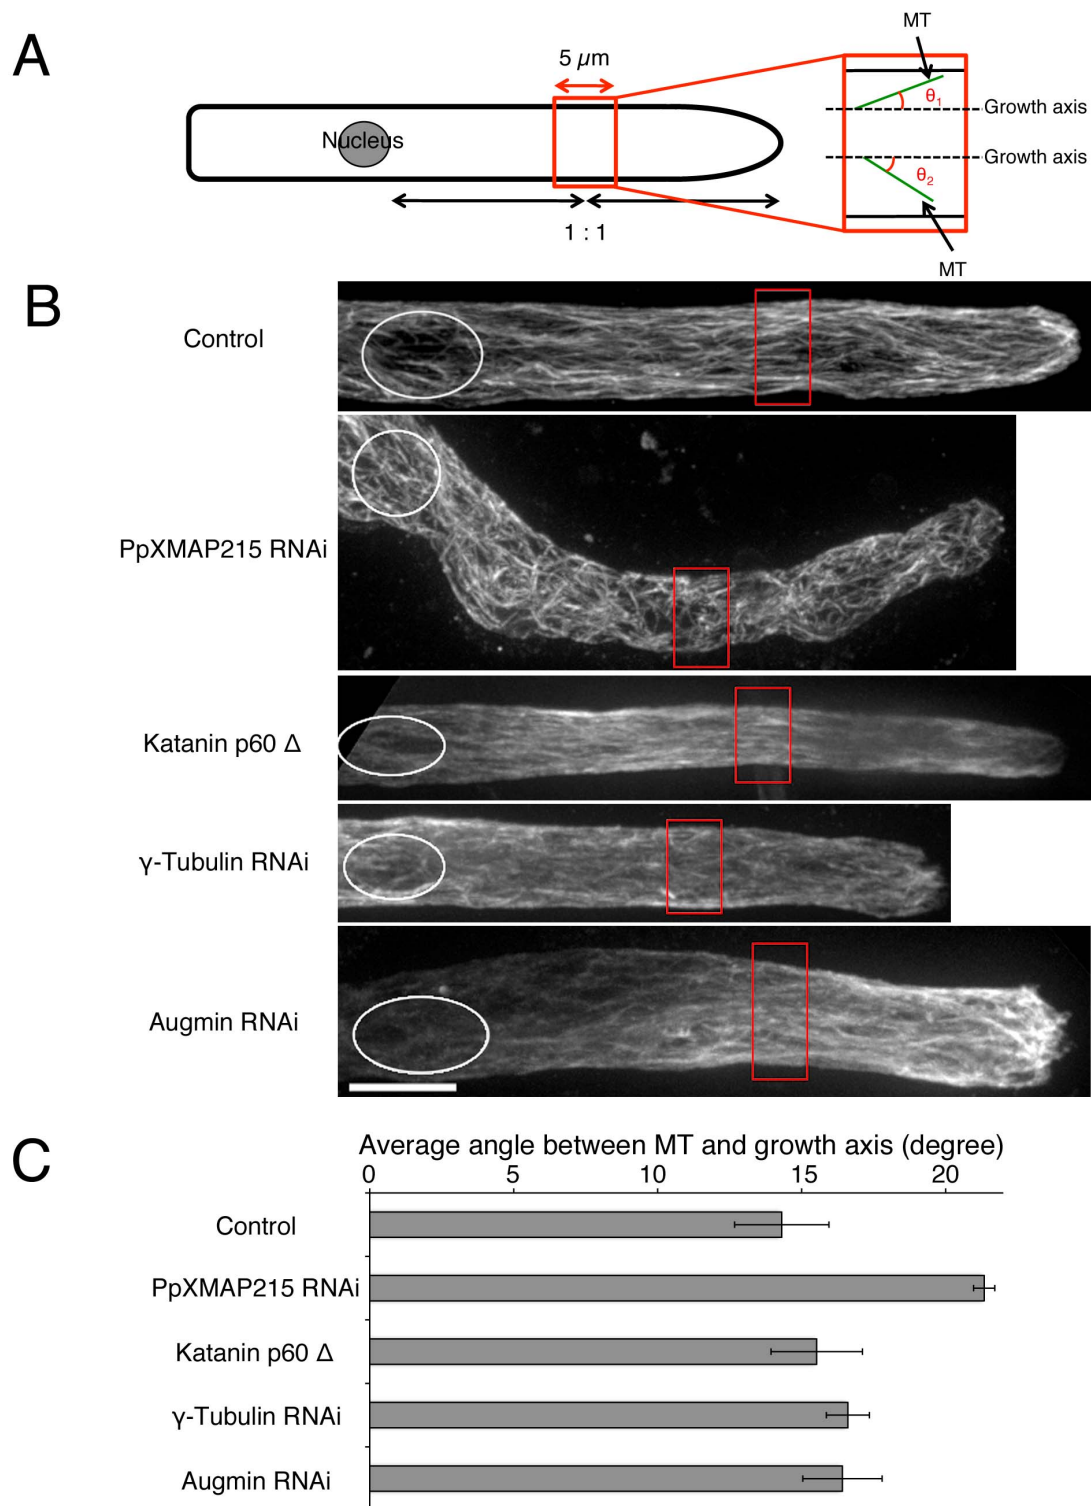 A
5 μm
Nucleus
1 : 1
MT
θ1
Growth axis
Growth axis
θ2
MT
B
Control
PpXMAP215 RNAi
Katanin p60 Δ
γ-Tubulin RNAi
Augmin RNAi
C
Average angle between MT and growth axis (degree)
0 5 10 15 20
Control
PpXMAP215 RNAi
Katanin p60 Δ
γ-Tubulin RNAi
Augmin RNAi